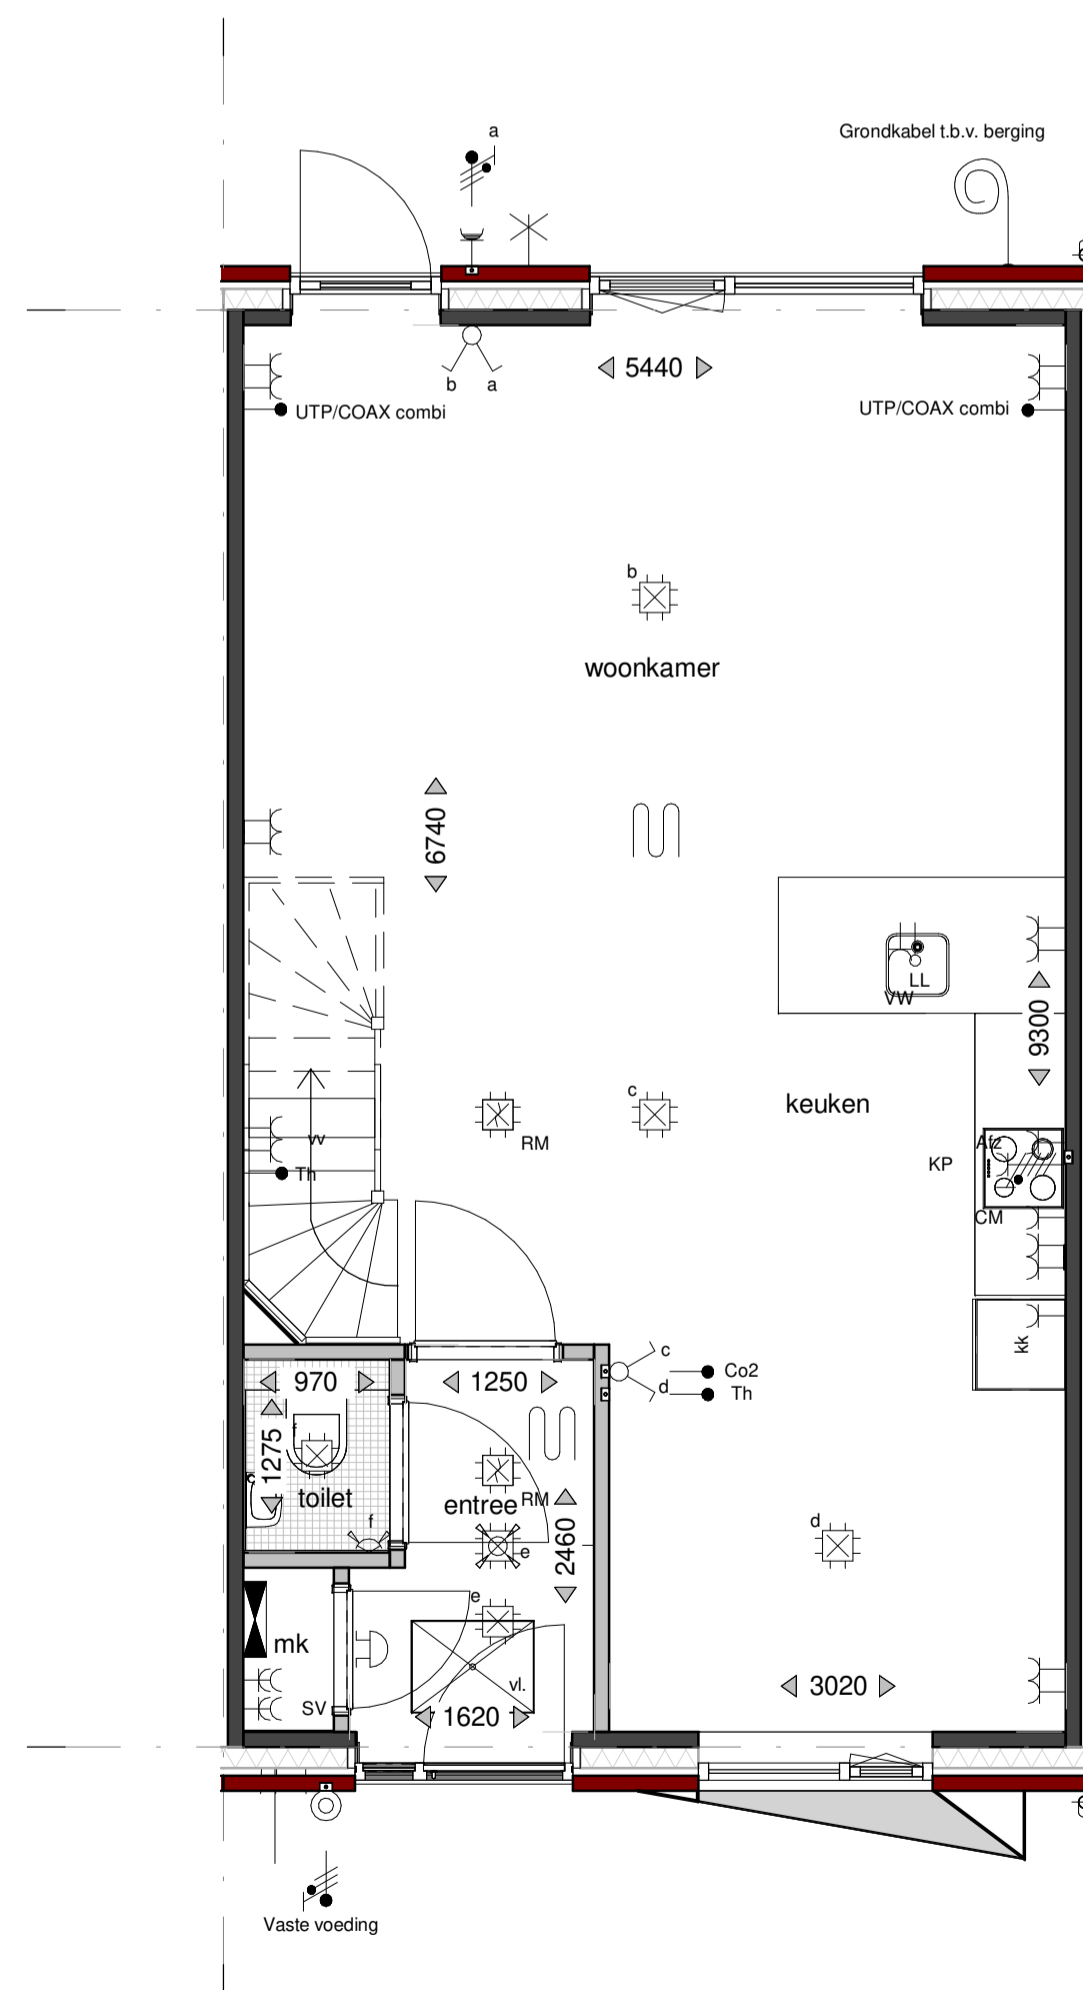 a
Grondkabel t.b.v. berging
b
a
5440
UTP/COAX combi
UTP/COAX combi
b
woonkamer
6740
LL
VW
9300
c
keuken
vv
RM
Afz
KP
Th
CM
kk
c
Co2
d
Th
970
1250
f
1275
c
toilet
entree
RM
f
e
2460
d
e
mk
vl.
SV
1620
3020
Vaste voeding